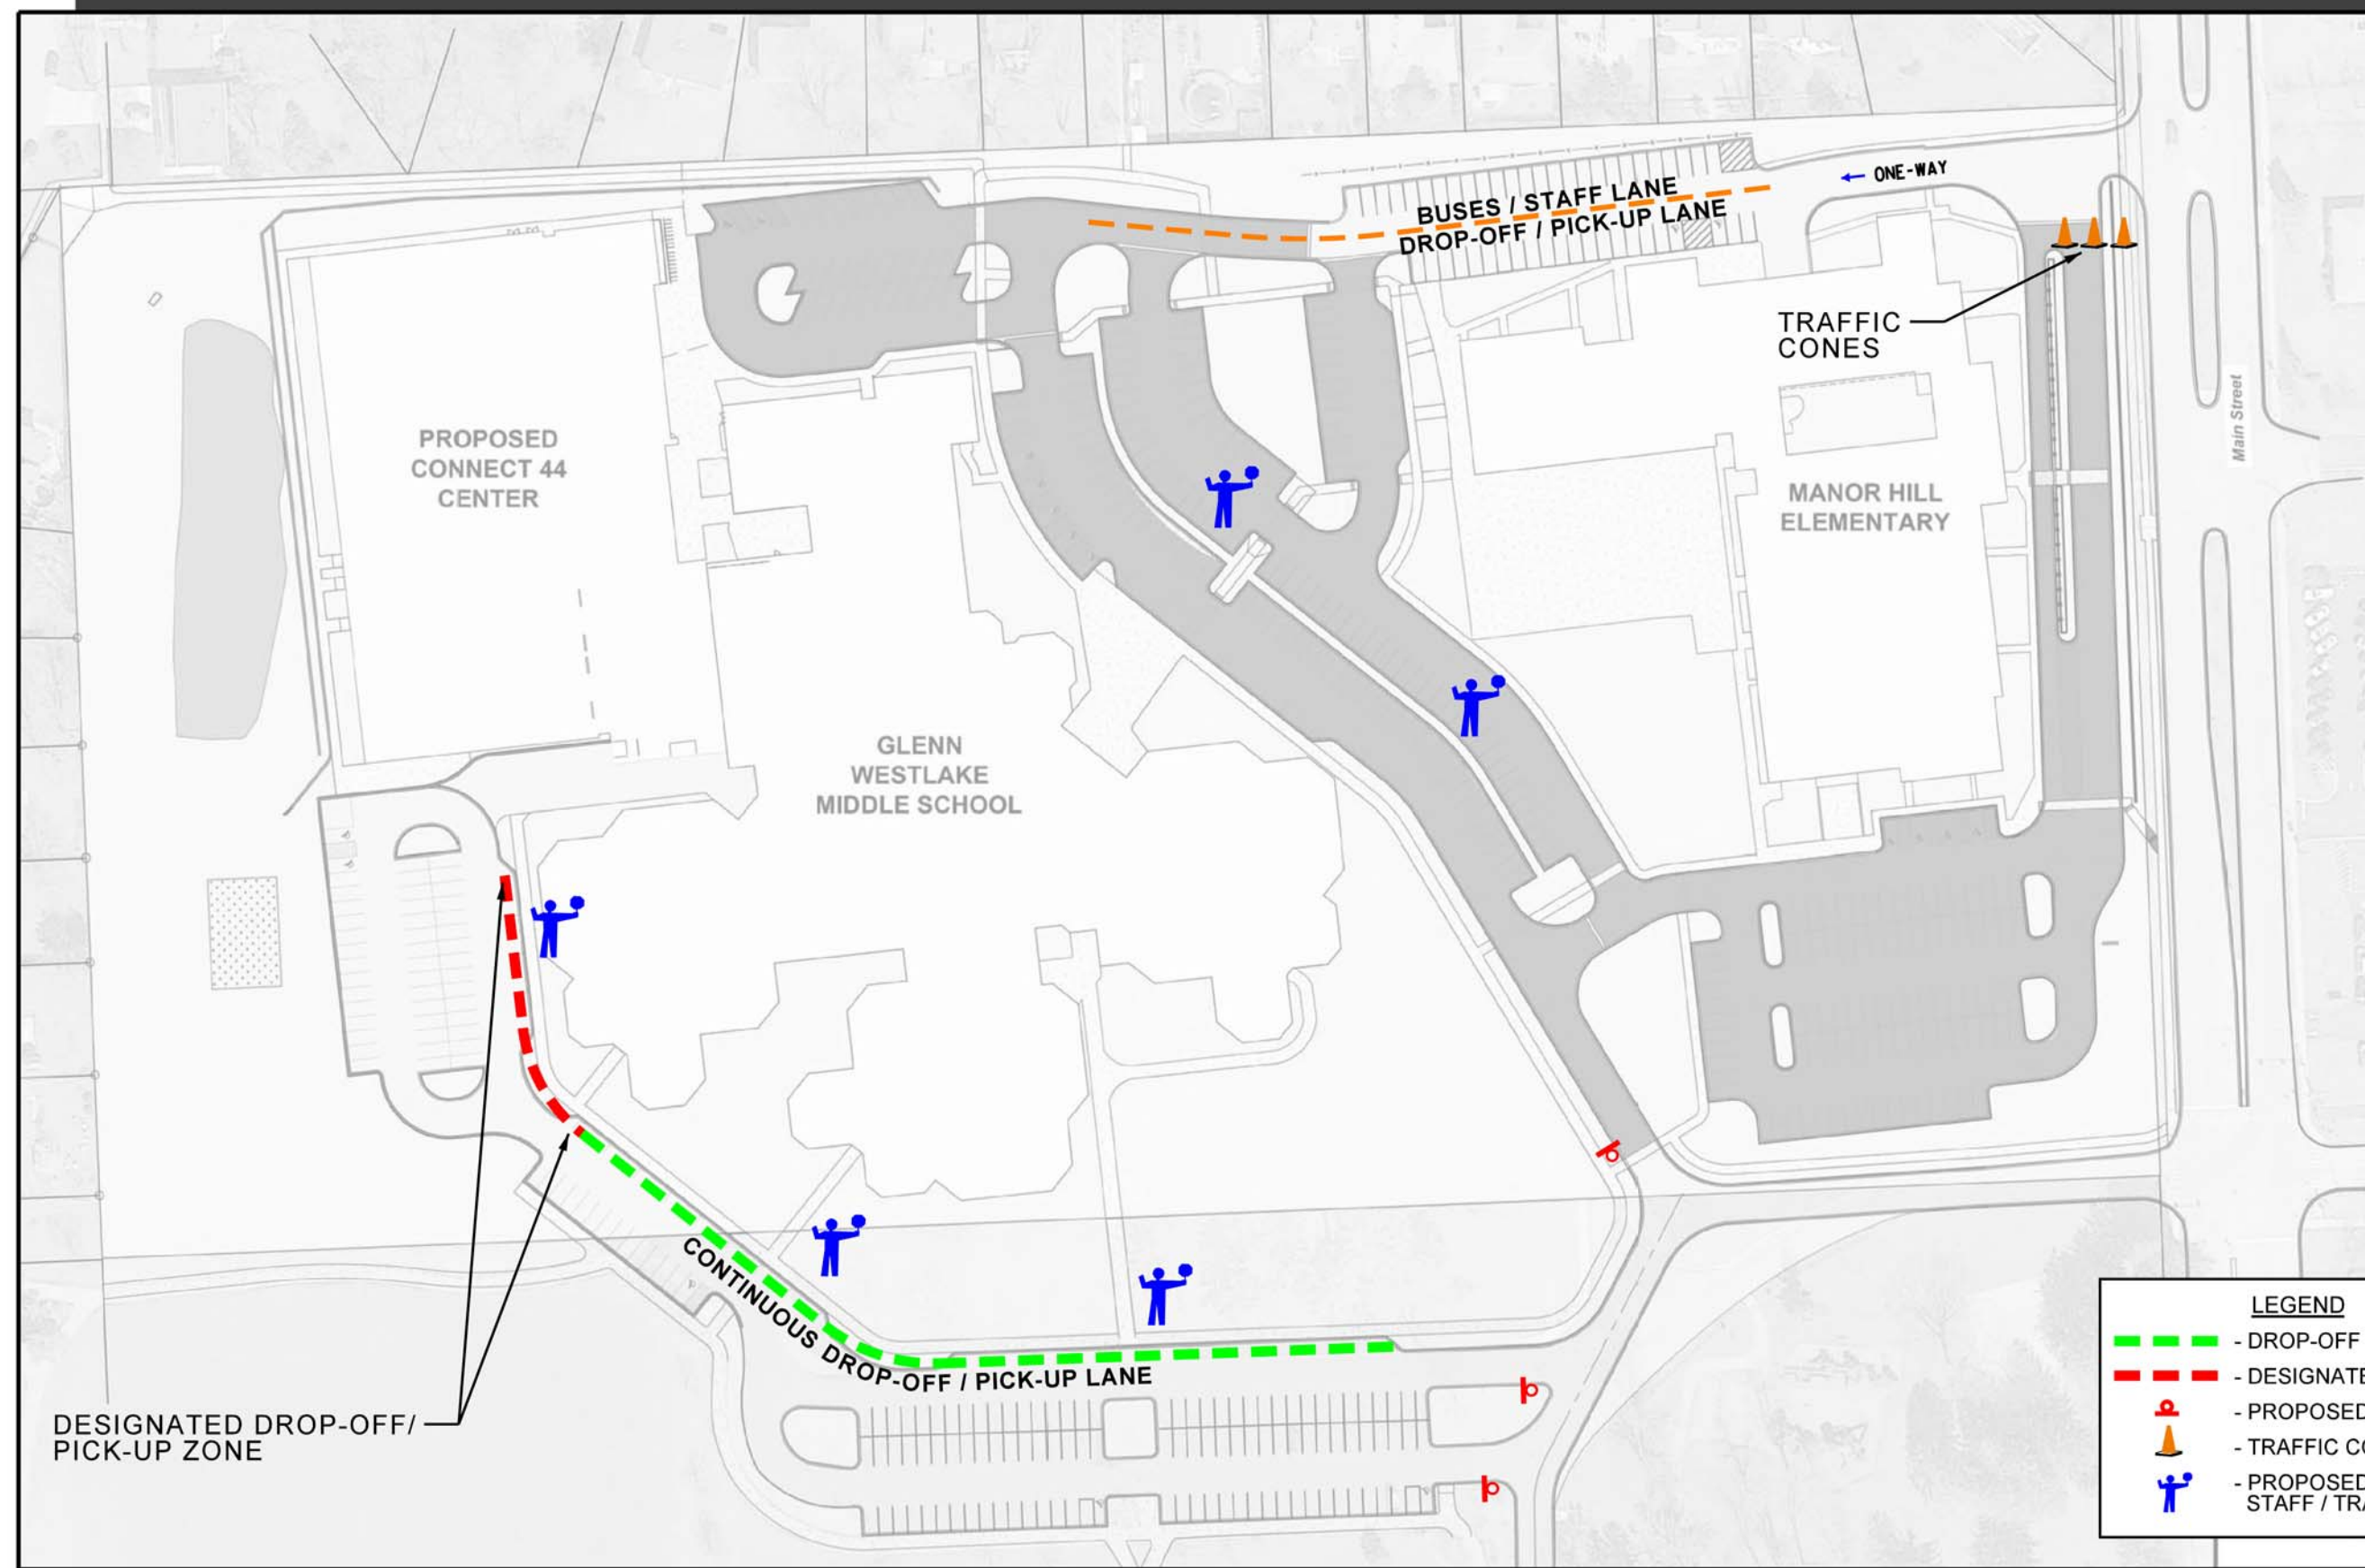 ← ONE-WAY
BUSES / STAFF LANE
DROP-OFF / PICK-UP LANE
TRAFFIC
CONES
Main Street
PROPOSED
CONNECT 44
CENTER
MANOR HILL
ELEMENTARY
GLENN
WESTLAKE
MIDDLE SCHOOL
CONTINUOUS DROP-OFF / PICK-UP LANE
DESIGNATED DROP-OFF/
PICK-UP ZONE
LEGEND
- DROP-OFF
- DESIGNATE
- PROPOSED
- TRAFFIC CO
- PROPOSED
STAFF / TRA